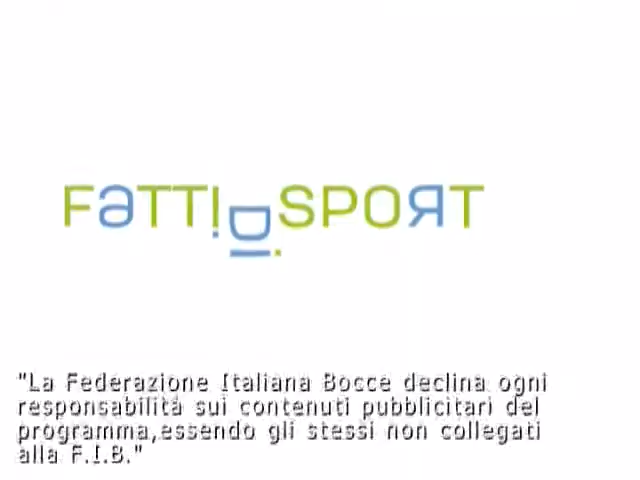 FaTTI DI SPORT
"La Federazione Italiana Bocce declina ogni
responsabilità sui contenuti pubblicitari del
programma,essendo gli stessi non collegati
alla F.I.B."